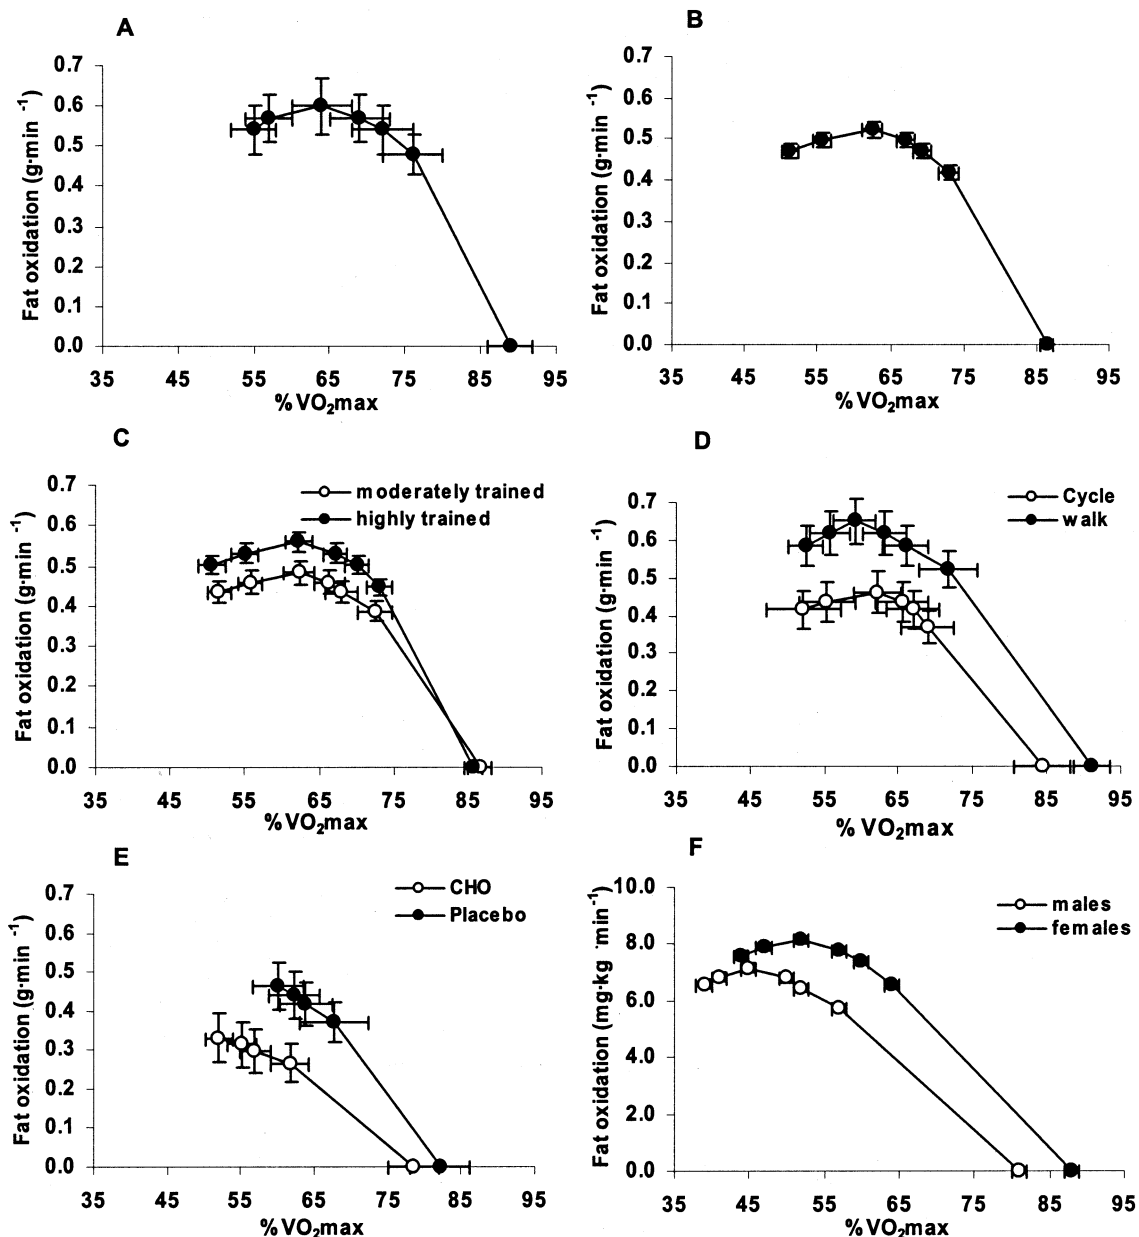 A
0.7
0.6
0.5
0.4
0.3
0.2
0.1
0.0
Fat oxidation (g·min ⁻¹)
35 45 55 65 75 85 95
%VO₂max
B
0.7
0.6
0.5
0.4
0.3
0.2
0.1
0.0
Fat oxidation (g·min ⁻¹)
35 45 55 65 75 85 95
%VO₂max
C
0.7
0.6
0.5
0.4
0.3
0.2
0.1
0.0
Fat oxidation (g·min ⁻¹)
moderately trained
highly trained
35 45 55 65 75 85 95
%VO₂max
D
0.7
0.6
0.5
0.4
0.3
0.2
0.1
0.0
Fat oxidation (g·min ⁻¹)
Cycle
walk
35 45 55 65 75 85 95
% VO₂max
E
0.7
0.6
0.5
0.4
0.3
0.2
0.1
0.0
Fat oxidation (g·min ⁻¹)
CHO
Placebo
35 45 55 65 75 85 95
%VO₂max
F
10.0
8.0
6.0
4.0
2.0
0.0
Fat oxidation (mg·kg ·min⁻¹)
males
females
35 45 55 65 75 85 95
%VO₂max